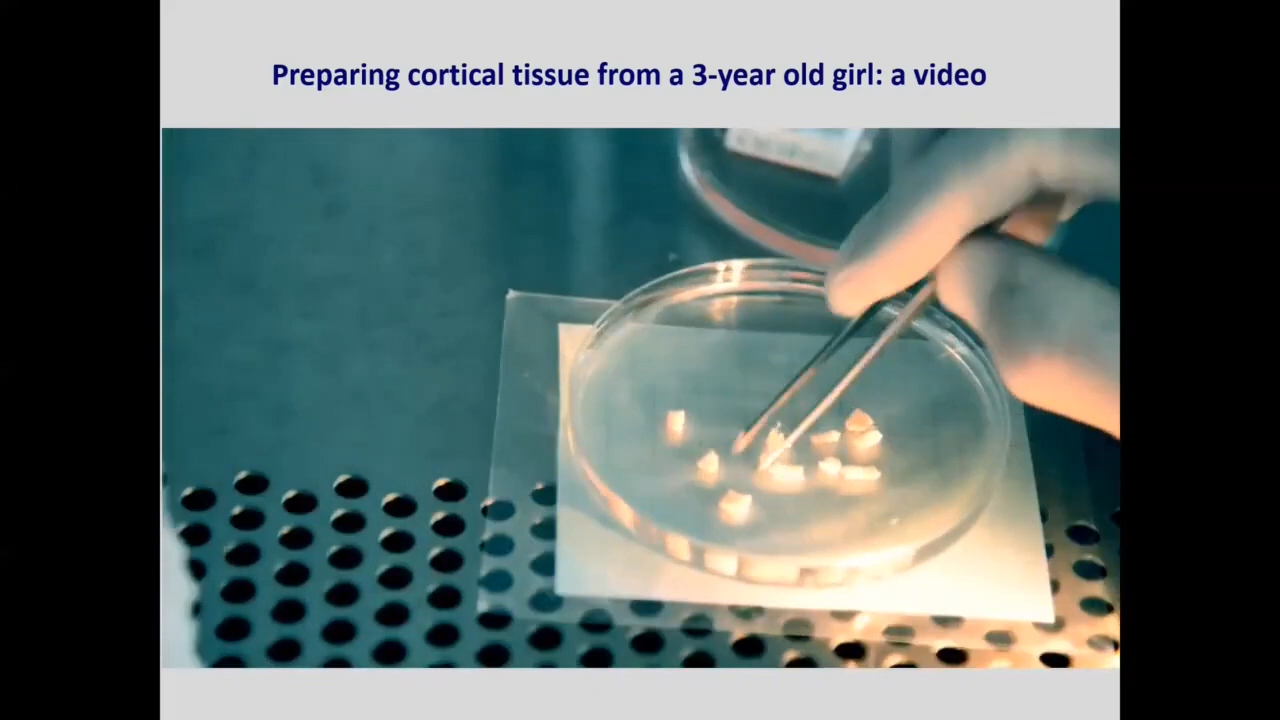 Preparing cortical tissue from a 3-year old girl: a video